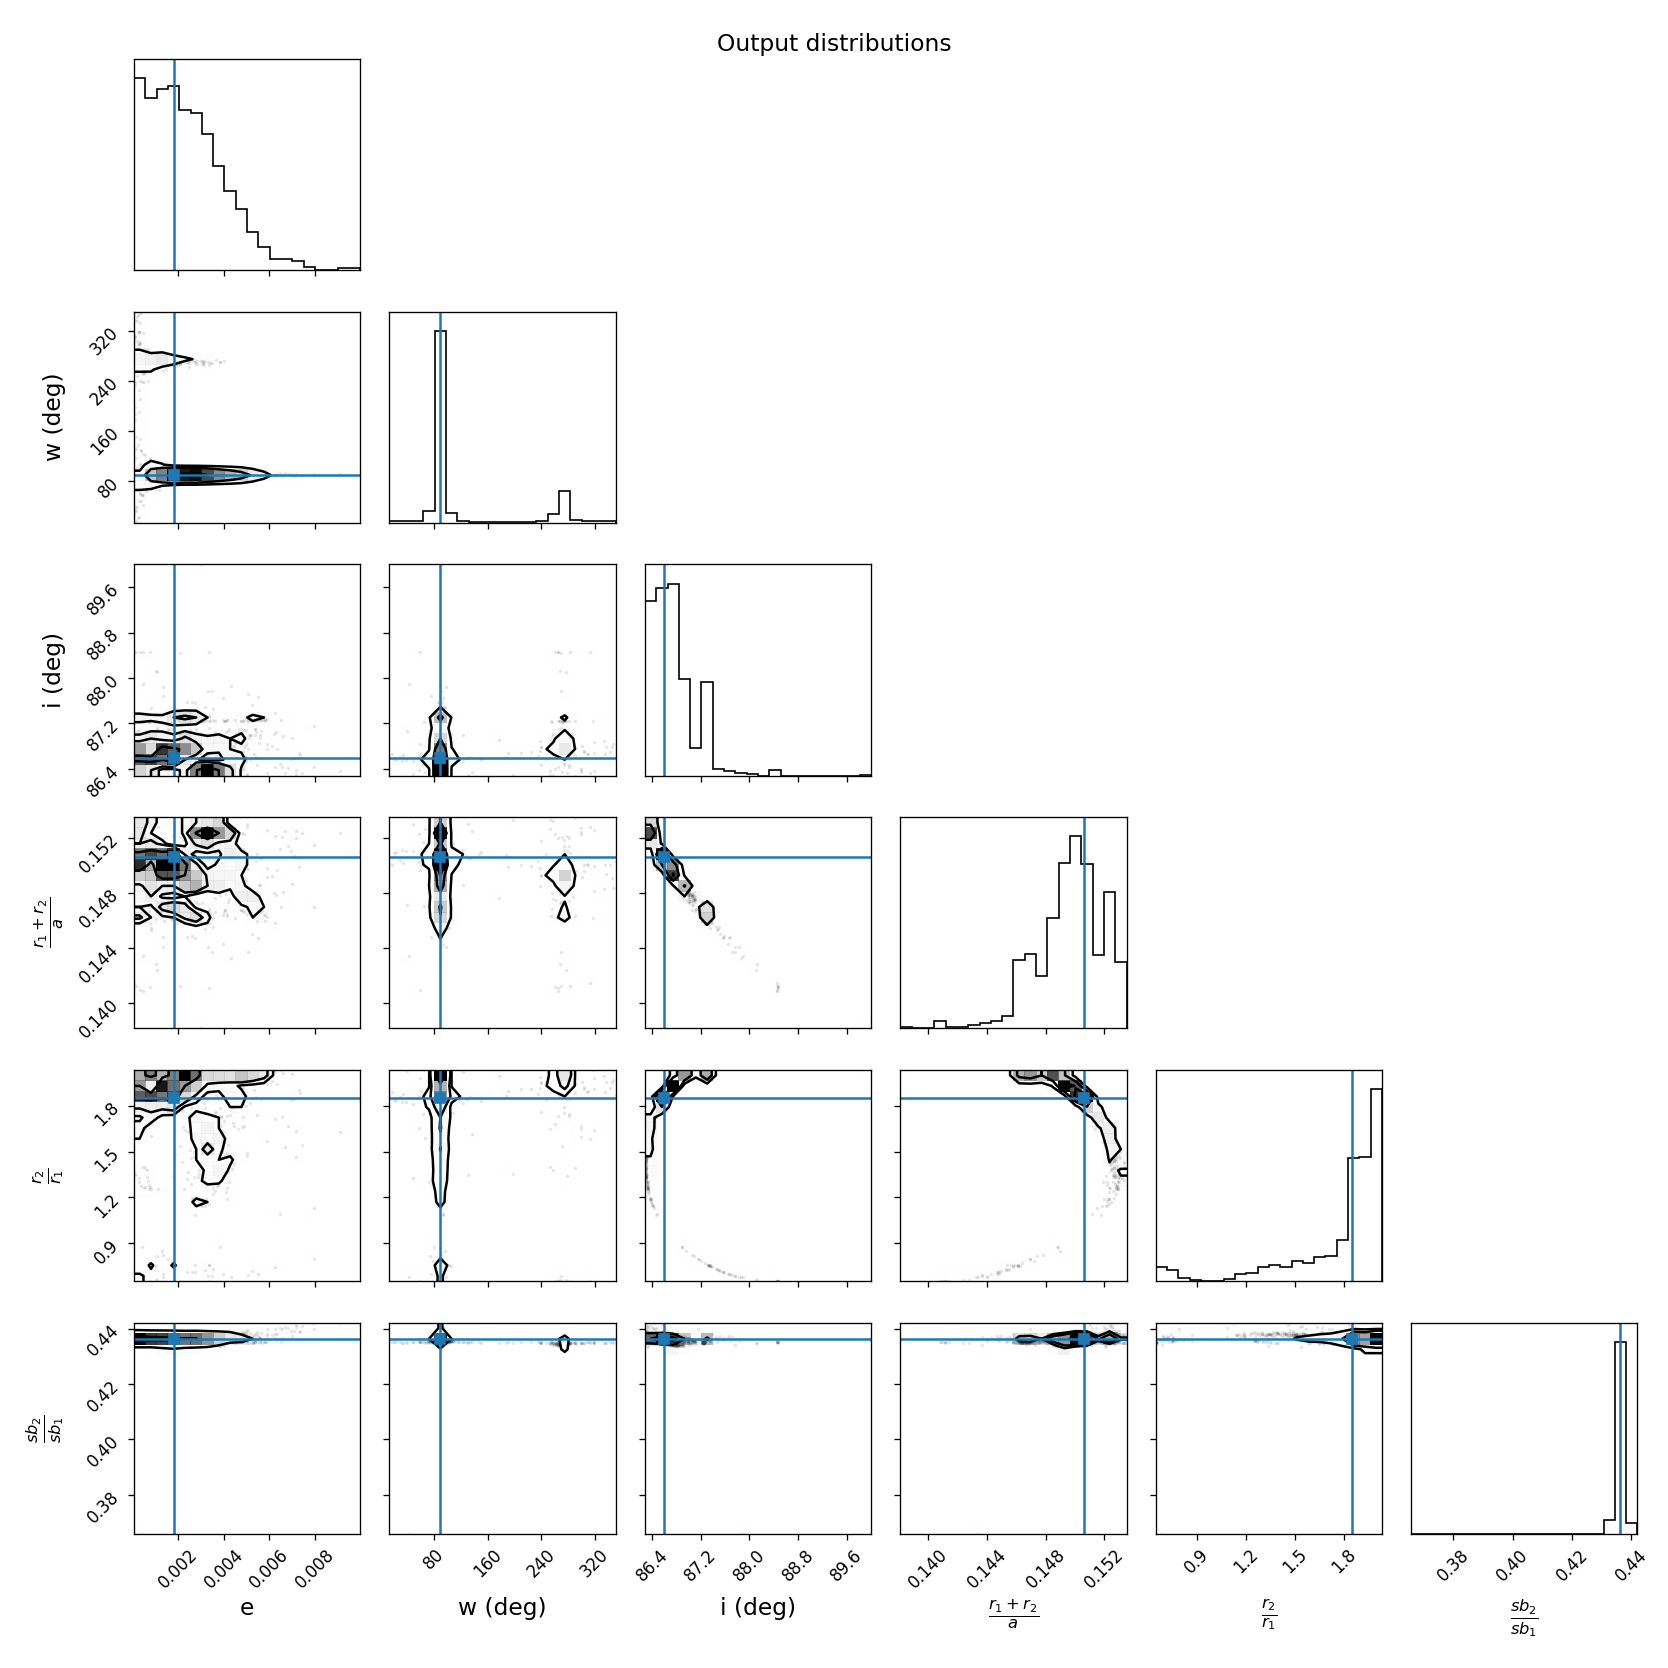 Output distributions
w (deg)
320
240
160
80
i (deg)
89.6
88.8
88.0
87.2
86.4
r₁ + r₂
a
0.152
0.148
0.144
0.140
r₂
r₁
1.8
1.5
1.2
0.9
sb₂
sb₁
0.44
0.42
0.40
0.38
0.002 0.004 0.006 0.008 80 160 240 320 86.4 87.2 88.0 88.8 89.6 0.140 0.144 0.148 0.152 0.9 1.2 1.5 1.8 0.38 0.40 0.42 0.44
e w (deg) i (deg) r₁ + r₂ r₂ sb₂
a r₁ sb₁